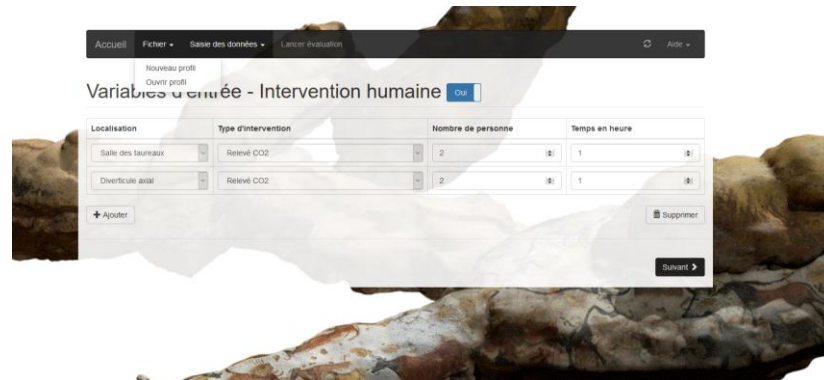 Accueil Fichier Saisie des données Lancer évaluation Aide
Nouveau profil
Ouvrir profil
Variables d'entrée - Intervention humaine Oui
Localisation Type d'intervention Nombre de personne Temps en heure
Salle des taureaux Relevé CO2 2 1
Diverticule axial Relevé CO2 2 1
+ Ajouter Supprimer
Suivant